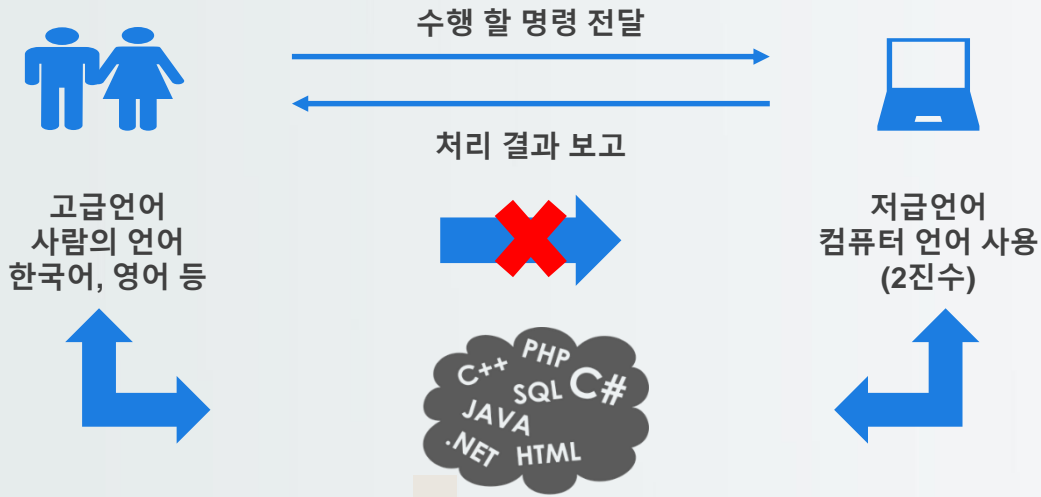 수행 할 명령 전달
처리 결과 보고
고급언어
사람의 언어
한국어, 영어 등
저급언어
컴퓨터 언어 사용
(2진수)
C++ PHP
SQL C#
JAVA
.NET HTML